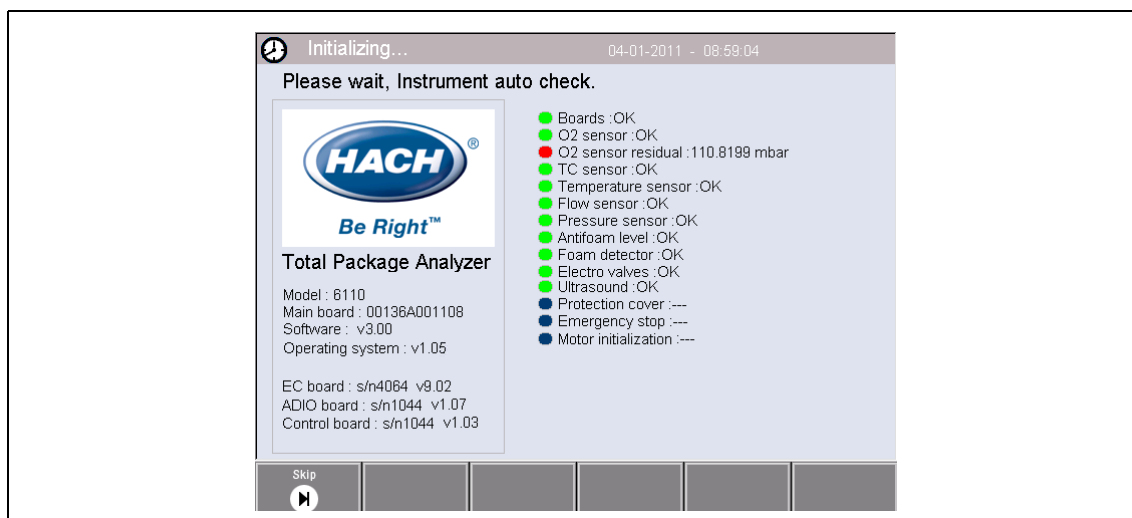 Initializing...
04-01-2011 - 08:59:04
Please wait, Instrument auto check.
HACH®
Be Right™
Total Package Analyzer
Model : 6110
Main board : 00136A001108
Software : v3.00
Operating system : v1.05
EC board : s/n4064 v9.02
ADIO board : s/n1044 v1.07
Control board : s/n1044 v1.03
Boards :OK
O2 sensor :OK
O2 sensor residual :110.8199 mbar
TC sensor :OK
Temperature sensor :OK
Flow sensor :OK
Pressure sensor :OK
Antifoam level :OK
Foam detector :OK
Electro valves :OK
Ultrasound :OK
Protection cover :---
Emergency stop :---
Motor initialization :---
Skip